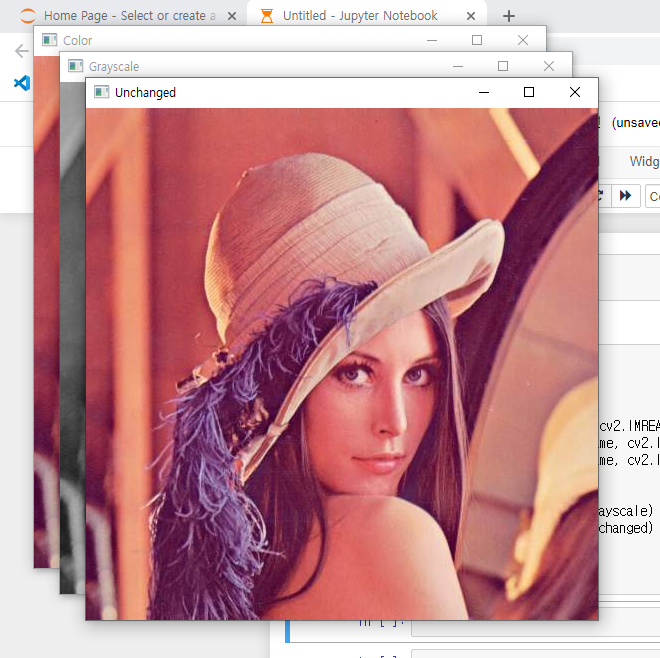 Home Page - Select or create a
Untitled - Jupyter Notebook
Color
Grayscale
Unchanged
(unsave
Widg
cv2.IMREA
me, cv2.I
me, cv2.I
ayscale)
changed)
In [ ]: